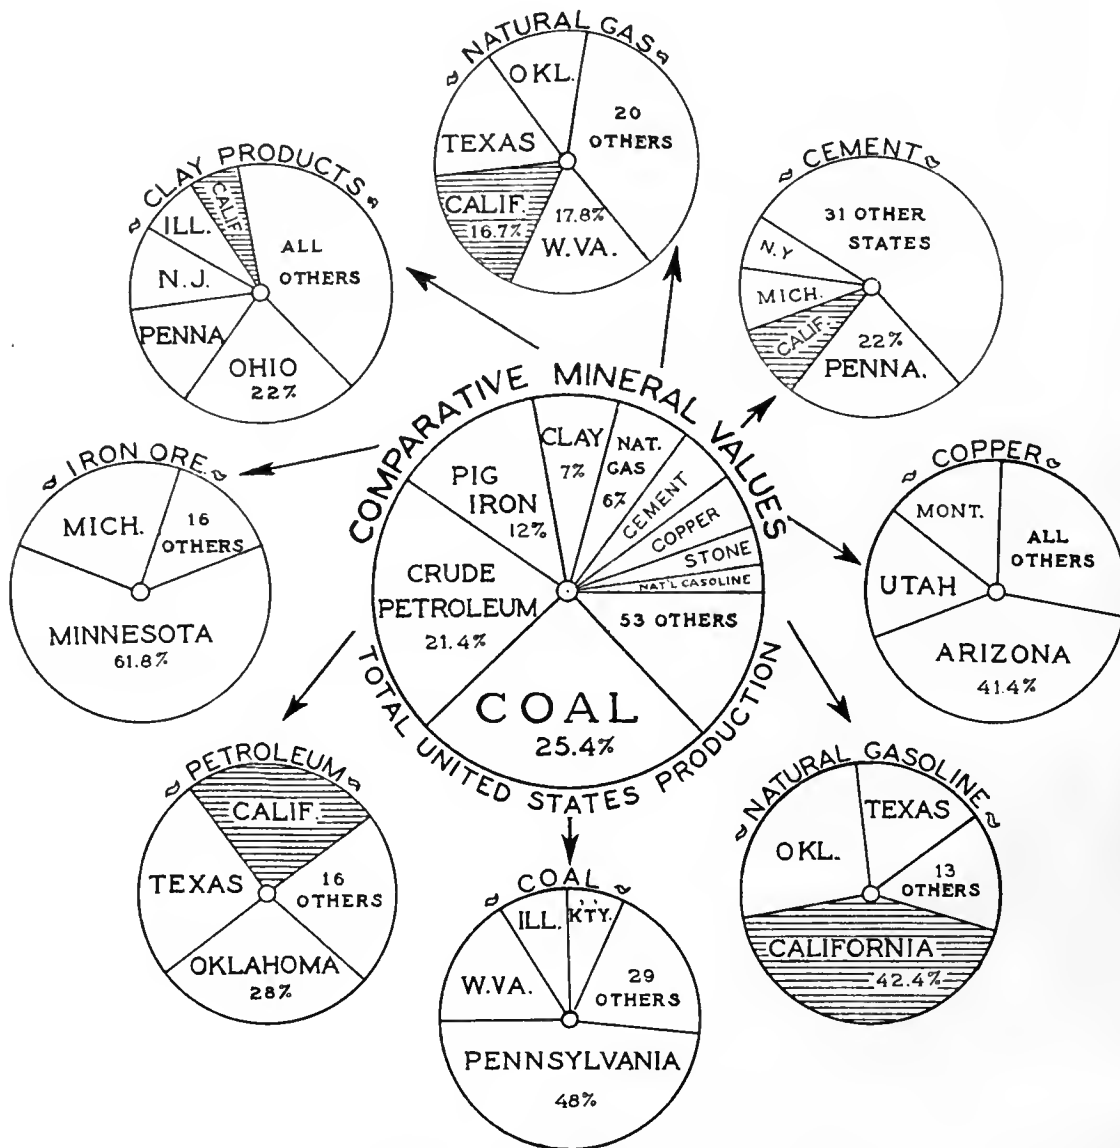 NATURAL GAS
OKL.
20
OTHERS
TEXAS
CALIF.
16.7%
17.8%
W.VA.
CLAY PRODUCTS
CALIF
ILL.
ALL
OTHERS
N.J.
PENNA
OHIO
22%
CEMENT
31 OTHER
STATES
N.Y
MICH.
CALIF.
22%
PENNA.
COMPARATIVE MINERAL VALUES
CLAY
7%
NAT.
GAS
6%
PIG
IRON
12%
CEMENT
COPPER
STONE
NAT'L GASOLINE
CRUDE
PETROLEUM
21.4%
53 OTHERS
COAL
25.4%
TOTAL UNITED STATES PRODUCTION
IRON ORE
MICH.
16
OTHERS
MINNESOTA
61.8%
COPPER
MONT.
ALL
OTHERS
UTAH
ARIZONA
41.4%
PETROLEUM
CALIF.
TEXAS
16
OTHERS
OKLAHOMA
28%
COAL
ILL.
K'T'Y.
W.VA.
29
OTHERS
PENNSYLVANIA
48%
NATURAL GASOLINE
TEXAS
OKL.
13
OTHERS
CALIFORNIA
42.4%